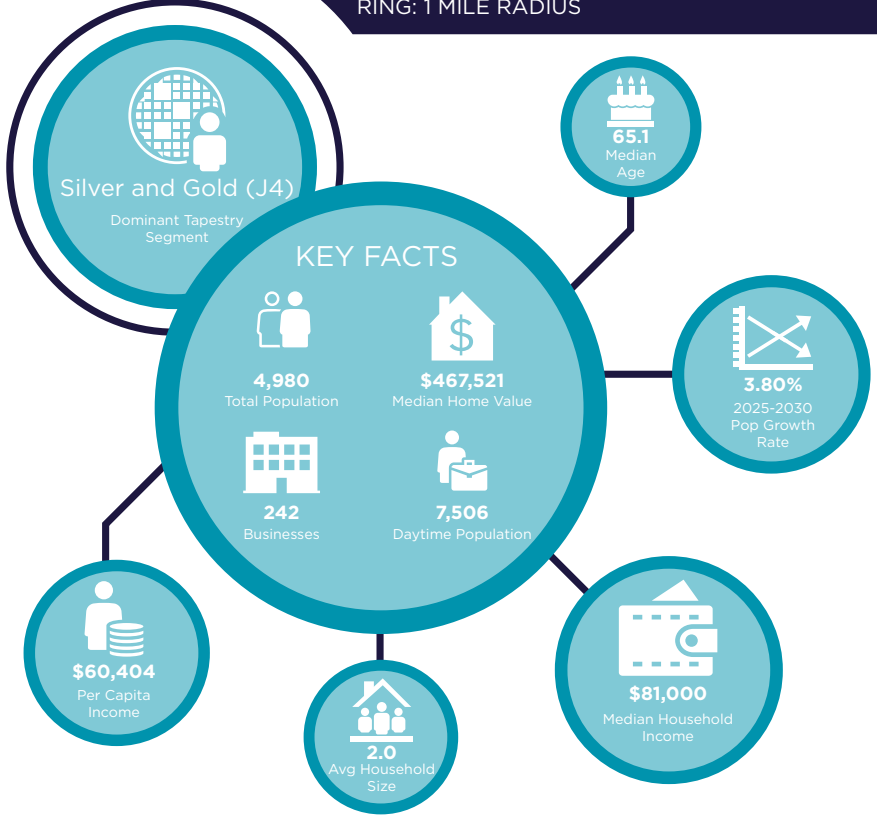 RING: 1 MILE RADIUS
Silver and Gold (J4)
Dominant Tapestry
Segment
65.1
Median
Age
KEY FACTS
4,980
Total Population
$467,521
Median Home Value
242
Businesses
7,506
Daytime Population
3.80%
2025-2030
Pop Growth
Rate
$60,404
Per Capita
Income
2.0
Avg Household
Size
$81,000
Median Household
Income